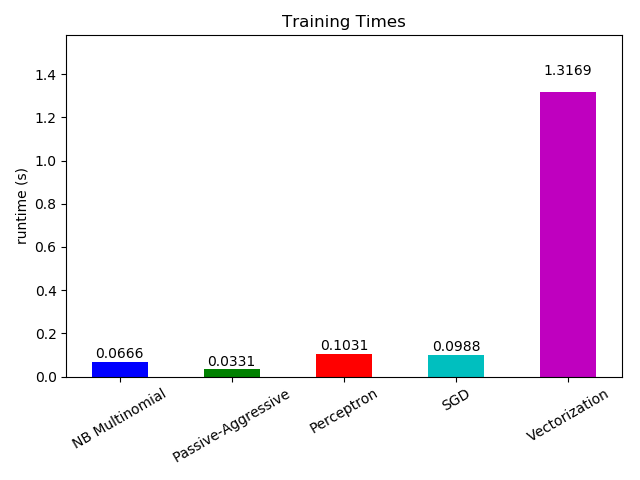 Training Times
runtime (s)
1.4
1.2
1.0
0.8
0.6
0.4
0.2
0.0
0.0666
0.0331
0.1031
0.0988
1.3169
NB Multinomial
Passive-Aggressive
Perceptron
SGD
Vectorization